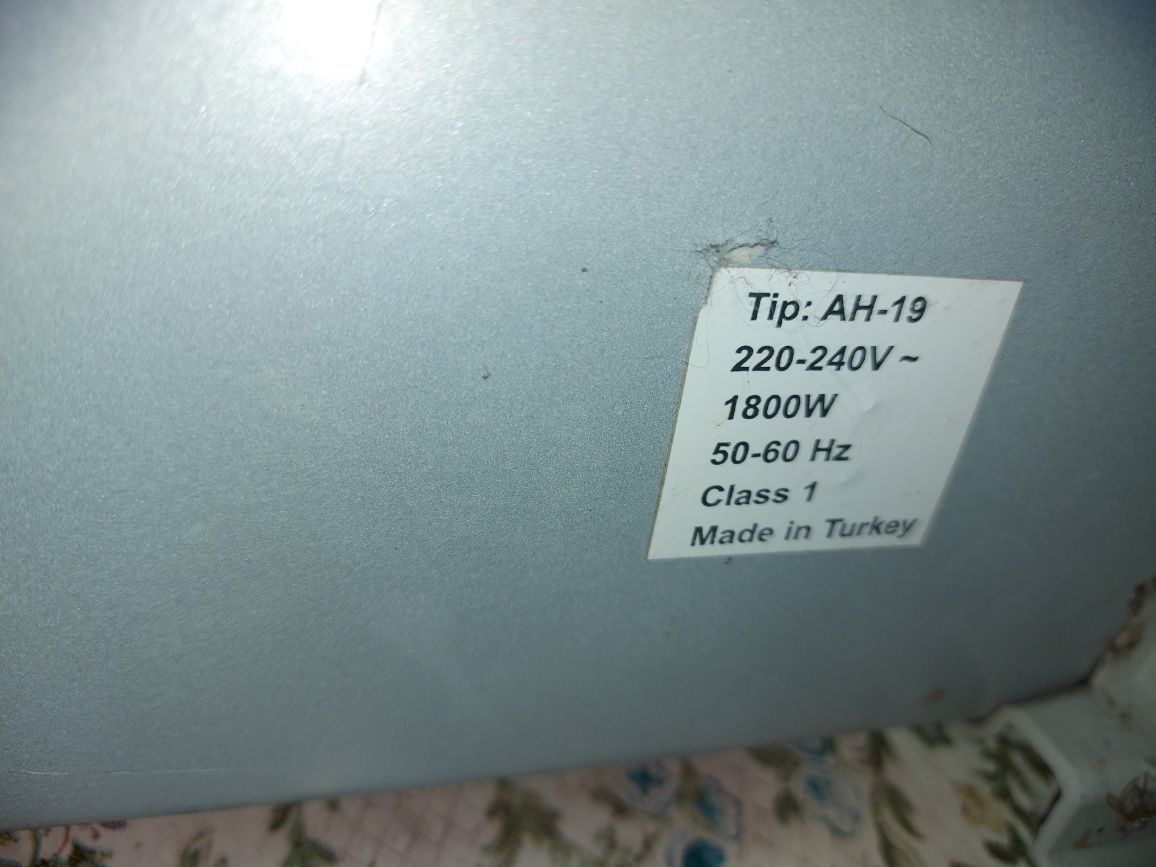 Tip: AH-19
220-240V ~
1800W
50-60 Hz
Class 1
Made in Turkey